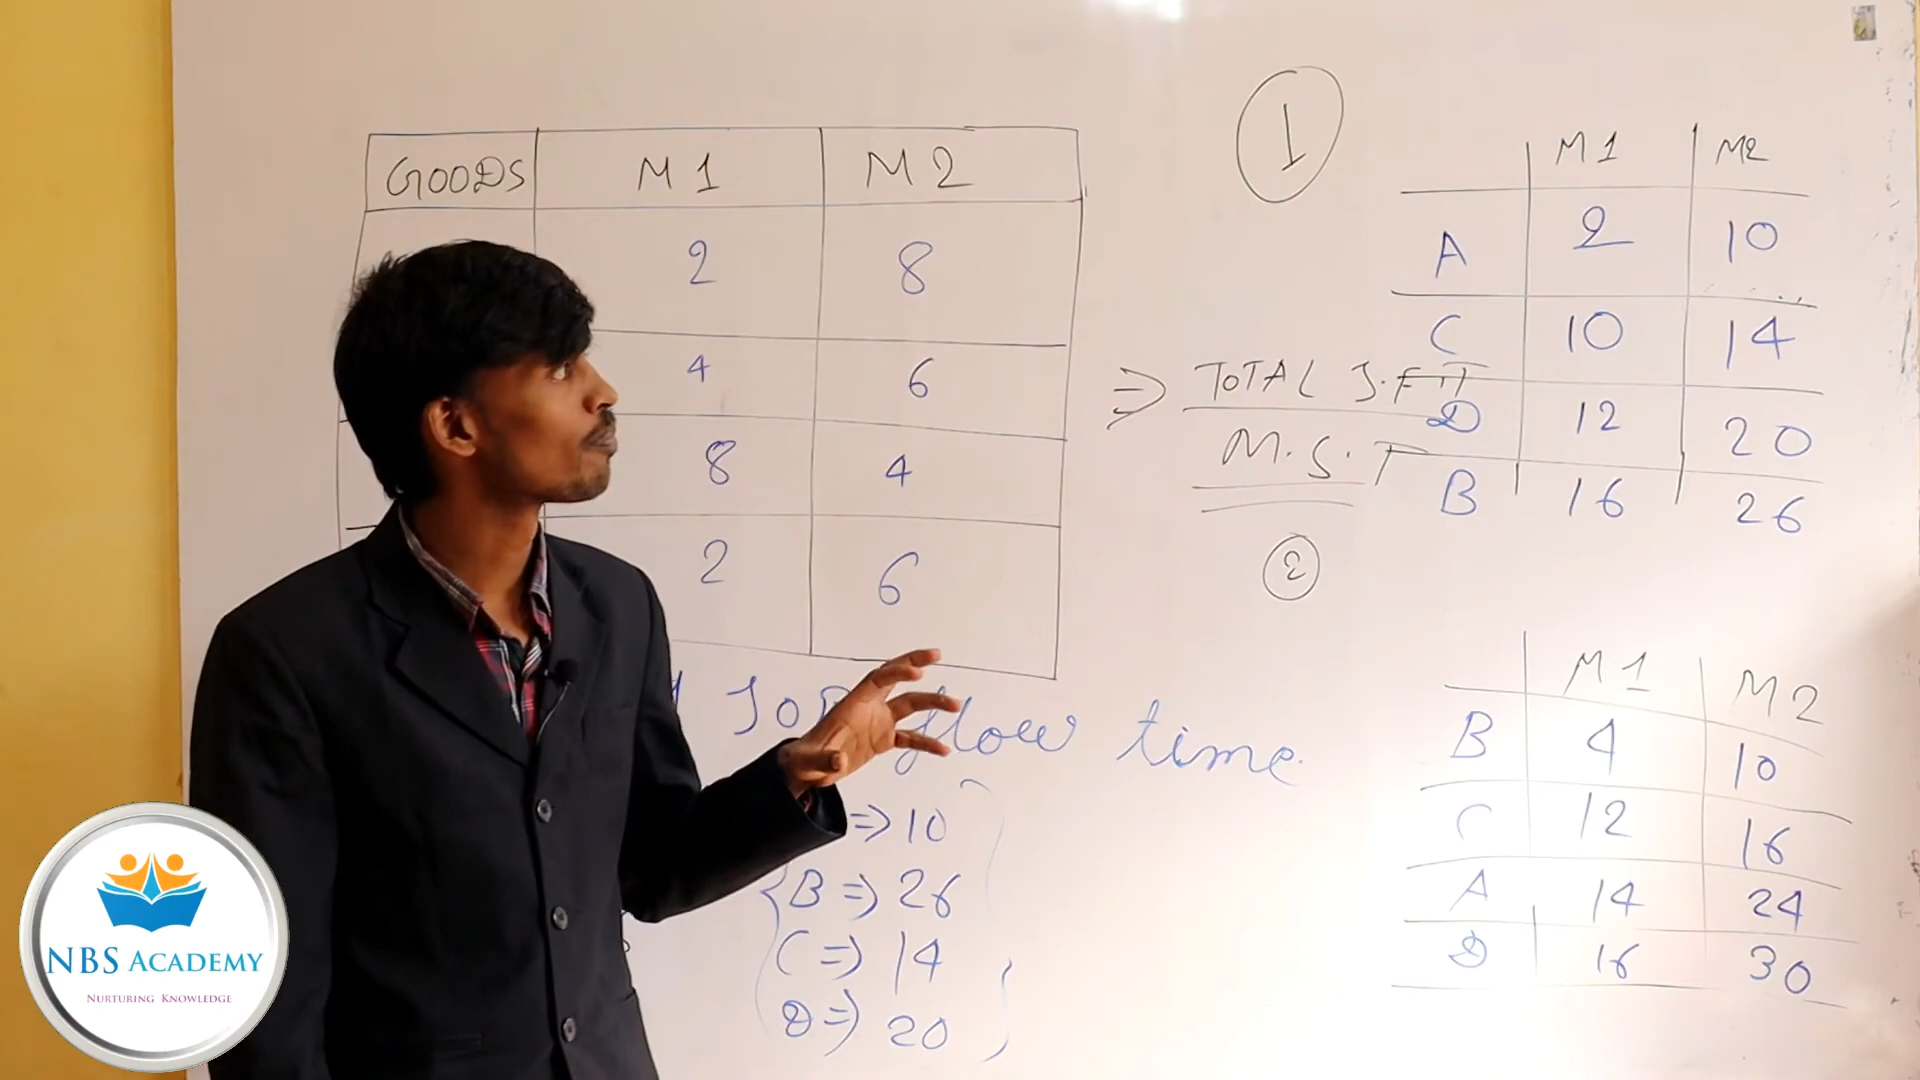 GOODS M1 M2
2 8
4 6
8 4
2 6
JOB flow time
=> 10
B => 26
C => 14
D => 20
1
=> TOTAL J.F.T
M.S.T
2
M1 M2
A 2 10
C 10 14
D 12 20
B 16 26
M1 M2
B 4 10
C 12 16
A 14 24
D 16 30
NBS ACADEMY
NURTURING KNOWLEDGE